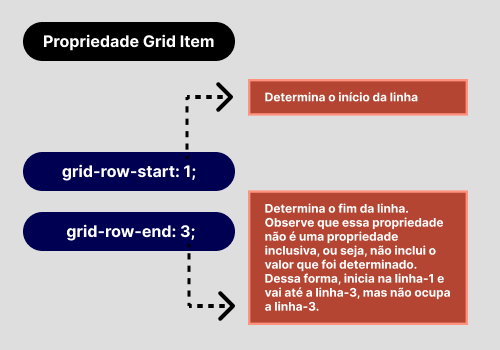 Propriedade Grid Item
Determina o início da linha
grid-row-start: 1;
grid-row-end: 3;
Determina o fim da linha.
Observe que essa propriedade
não é uma propriedade
inclusiva, ou seja, não inclui o
valor que foi determinado.
Dessa forma, inicia na linha-1 e
vai até a linha-3, mas não ocupa
a linha-3.